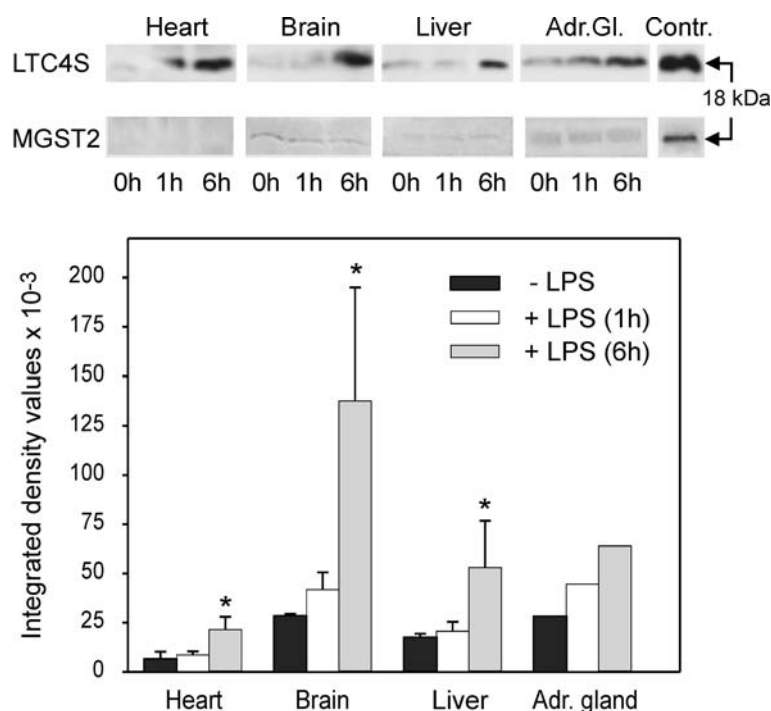 Heart Brain Liver Adr.Gl. Contr.
LTC4S
18 kDa
MGST2
0h 1h 6h 0h 1h 6h 0h 1h 6h 0h 1h 6h
Integrated density values x 10-3
200
175
150
125
100
75
50
25
0
*
*
*
- LPS
+ LPS (1h)
+ LPS (6h)
Heart Brain Liver Adr. gland